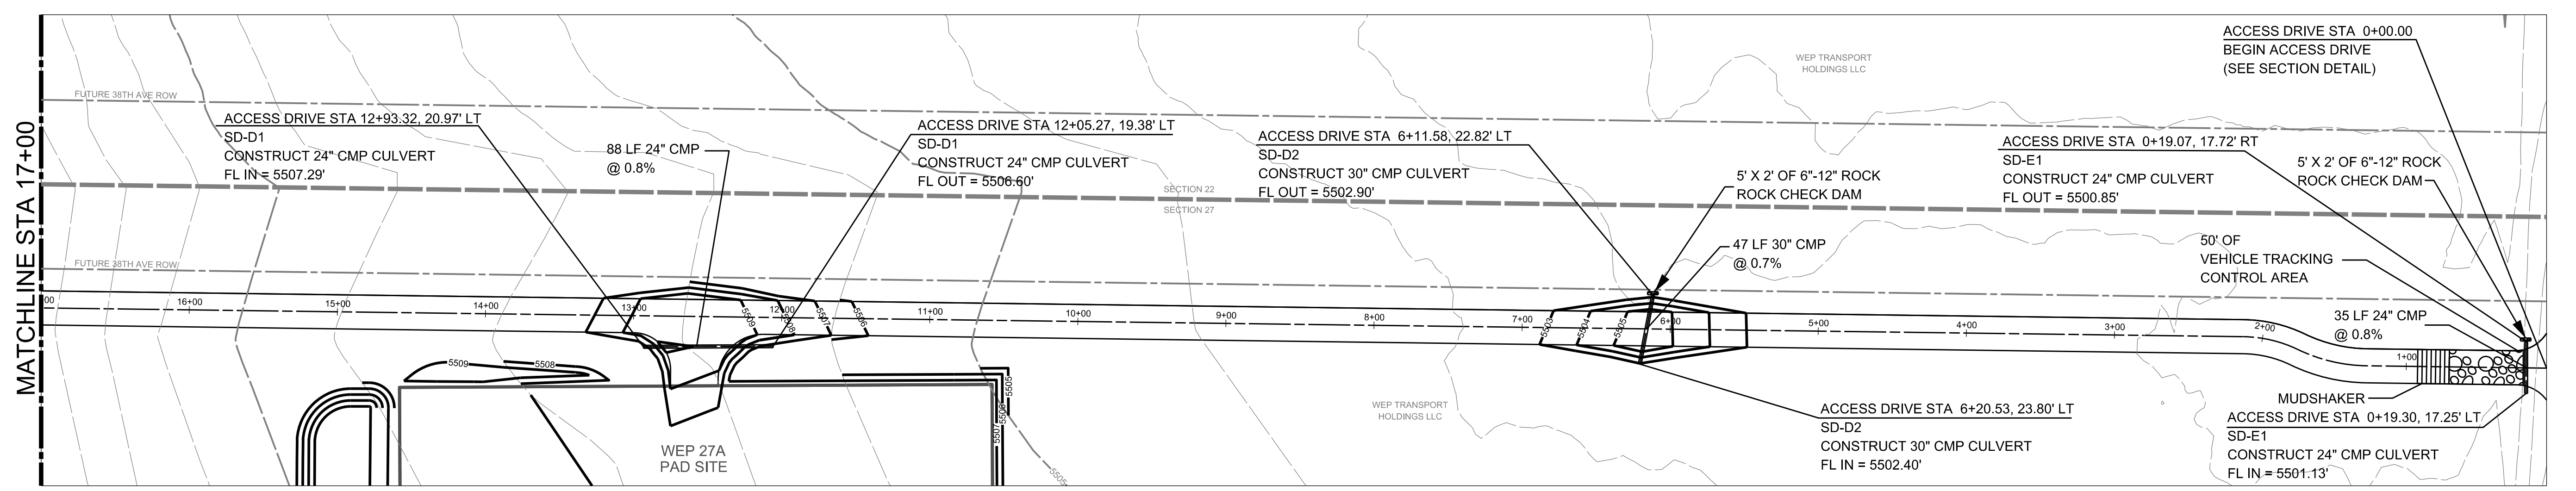 MATCHLINE STA 17+00
FUTURE 38TH AVE ROW
ACCESS DRIVE STA 12+93.32, 20.97' LT
SD-D1
CONSTRUCT 24" CMP CULVERT
FL IN = 5507.29'
88 LF 24" CMP
@ 0.8%
ACCESS DRIVE STA 12+05.27, 19.38' LT
SD-D1
CONSTRUCT 24" CMP CULVERT
FL OUT = 5506.60'
SECTION 22
SECTION 27
ACCESS DRIVE STA 6+11.58, 22.82' LT
SD-D2
CONSTRUCT 30" CMP CULVERT
FL OUT = 5502.90'
WEP TRANSPORT
HOLDINGS LLC
5' X 2' OF 6"-12" ROCK
ROCK CHECK DAM
47 LF 30" CMP
@ 0.7%
ACCESS DRIVE STA 0+00.00
BEGIN ACCESS DRIVE
(SEE SECTION DETAIL)
ACCESS DRIVE STA 0+19.07, 17.72' RT
SD-E1
CONSTRUCT 24" CMP CULVERT
FL OUT = 5500.85'
5' X 2' OF 6"-12" ROCK
ROCK CHECK DAM
50' OF
VEHICLE TRACKING
CONTROL AREA
35 LF 24" CMP
@ 0.8%
FUTURE 38TH AVE ROW
00
16+00
15+00
14+00
13+00
12+00
11+00
10+00
9+00
8+00
7+00
6+00
5+00
4+00
3+00
2+00
1+00
5509
5508
5507
5506
5503
5504
5505
5509
5508
5505
5506
5507
5505
WEP 27A
PAD SITE
WEP TRANSPORT
HOLDINGS LLC
ACCESS DRIVE STA 6+20.53, 23.80' LT
SD-D2
CONSTRUCT 30" CMP CULVERT
FL IN = 5502.40'
MUDSHAKER
ACCESS DRIVE STA 0+19.30, 17.25' LT
SD-E1
CONSTRUCT 24" CMP CULVERT
FL IN = 5501.13'